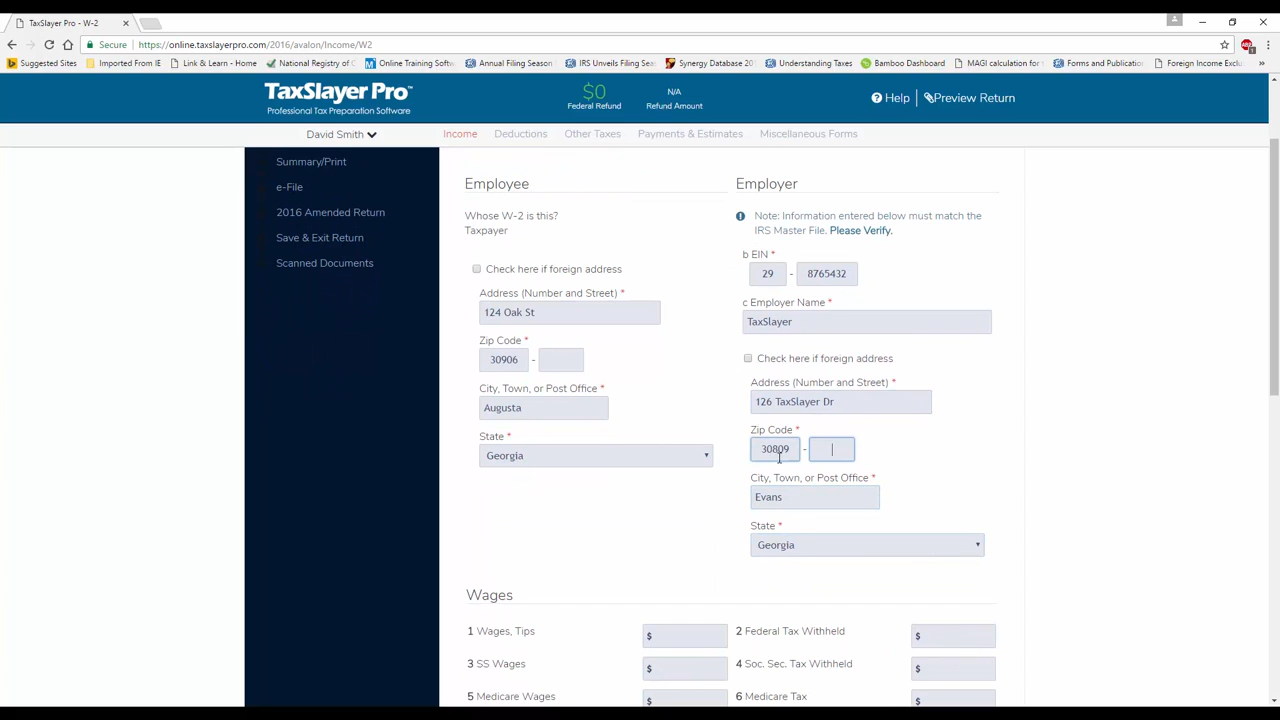 TaxSlayer Pro - W-2
Secure
https://online.taxslayerpro.com/2016/avalon/Income/W2
Suggested Sites
Imported From IE
Link & Learn - Home
National Registry of C
Online Training Softw
Annual Filing Season
IRS Unveils Filing Sea
Synergy Database 201
Understanding Taxes
Bamboo Dashboard
MAGI calculation for
Forms and Publication
Foreign Income Exclu
»
TaxSlayer Pro™
Professional Tax Preparation Software
$0
Federal Refund
N/A
Refund Amount
Help
Preview Return
David Smith
Income
Deductions
Other Taxes
Payments & Estimates
Miscellaneous Forms
Summary/Print
e-File
2016 Amended Return
Save & Exit Return
Scanned Documents
Employee
Whose W-2 is this?
Taxpayer
Check here if foreign address
Address (Number and Street) *
124 Oak St
Zip Code *
30906 -
City, Town, or Post Office *
Augusta
State *
Georgia
Employer
Note: Information entered below must match the
IRS Master File. Please Verify.
b EIN *
29 - 8765432
c Employer Name *
TaxSlayer
Check here if foreign address
Address (Number and Street) *
126 TaxSlayer Dr
Zip Code *
30809 -
City, Town, or Post Office *
Evans
State *
Georgia
Wages
1 Wages, Tips $
2 Federal Tax Withheld $
3 SS Wages $
4 Soc. Sec. Tax Withheld $
5 Medicare Wages $
6 Medicare Tax $